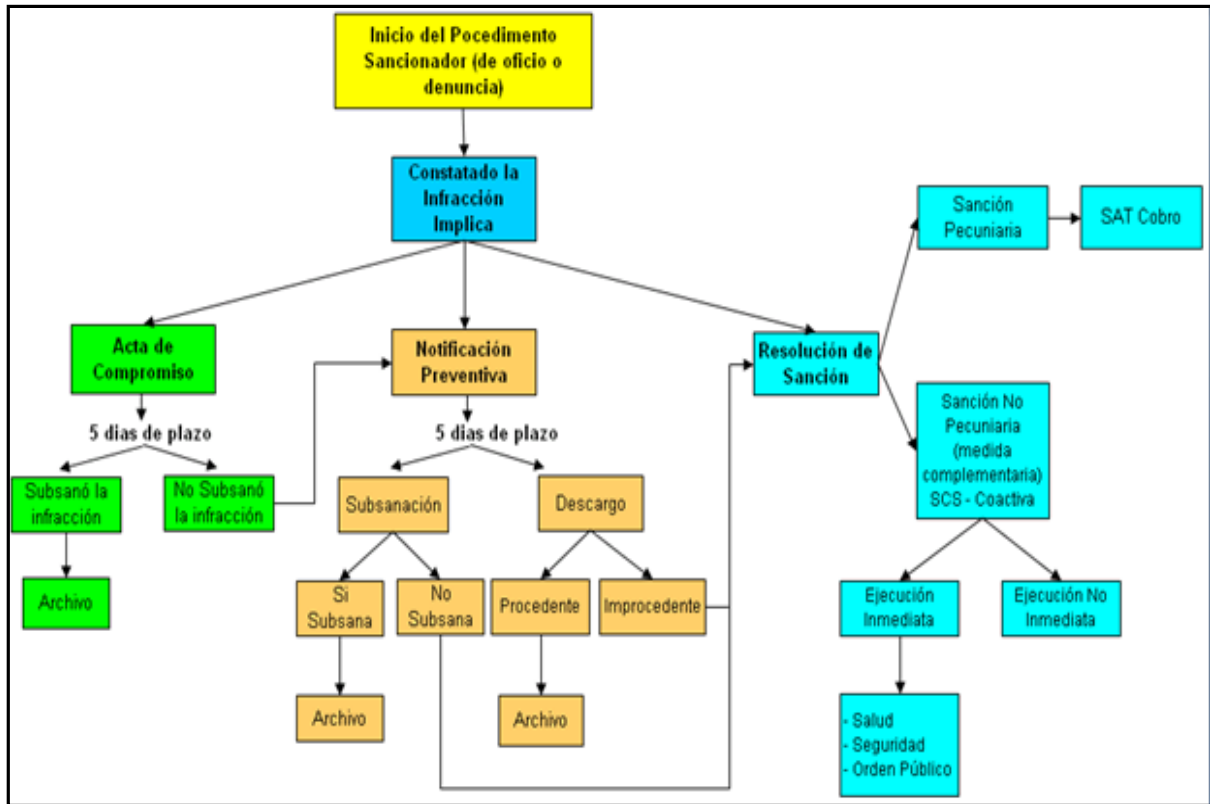 Inicio del Pocedimento
Sancionador (de oficio o
denuncia)
Constatado la
Infracción
Implica
Sanción
Pecuniaria
SAT Cobro
Acta de
Compromiso
Notificación
Preventiva
Resolución de
Sanción
5 dias de plazo
5 dias de plazo
Sanción No
Pecuniaria
(medida
complementaria)
SCS - Coactiva
Subsanó la
infracción
No Subsanó
la infracción
Subsanación
Descargo
Archivo
Si
Subsana
No
Subsana
Procedente
Improcedente
Ejecución
Inmediata
Ejecución No
Inmediata
Archivo
Archivo
- Salud
- Seguridad
- Orden Público